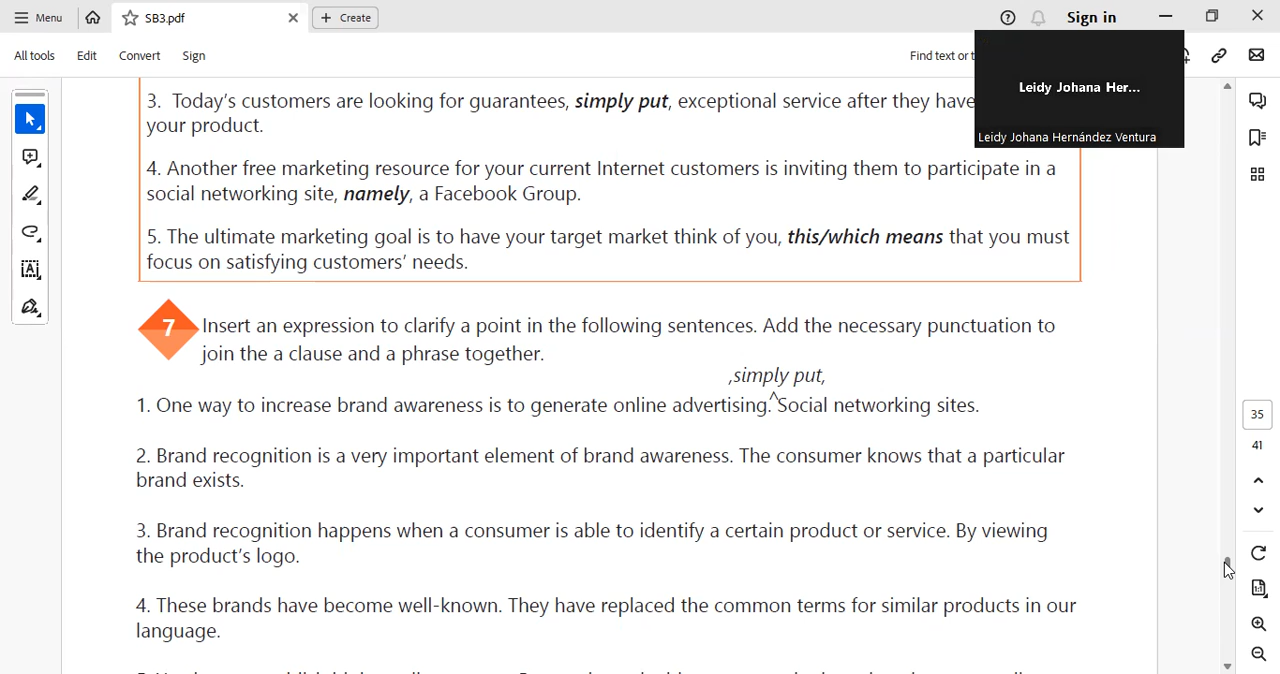 Menu
SB3.pdf
Create
Sign in
All tools Edit Convert Sign
Find text or t
Leidy Johana Her...
Leidy Johana Hernández Ventura
3. Today's customers are looking for guarantees, simply put, exceptional service after they have
your product.
4. Another free marketing resource for your current Internet customers is inviting them to participate in a
social networking site, namely, a Facebook Group.
5. The ultimate marketing goal is to have your target market think of you, this/which means that you must
focus on satisfying customers' needs.
7 Insert an expression to clarify a point in the following sentences. Add the necessary punctuation to
join the a clause and a phrase together.
,simply put,
1. One way to increase brand awareness is to generate online advertising.^Social networking sites.
2. Brand recognition is a very important element of brand awareness. The consumer knows that a particular
brand exists.
3. Brand recognition happens when a consumer is able to identify a certain product or service. By viewing
the product's logo.
4. These brands have become well-known. They have replaced the common terms for similar products in our
language.
35
41